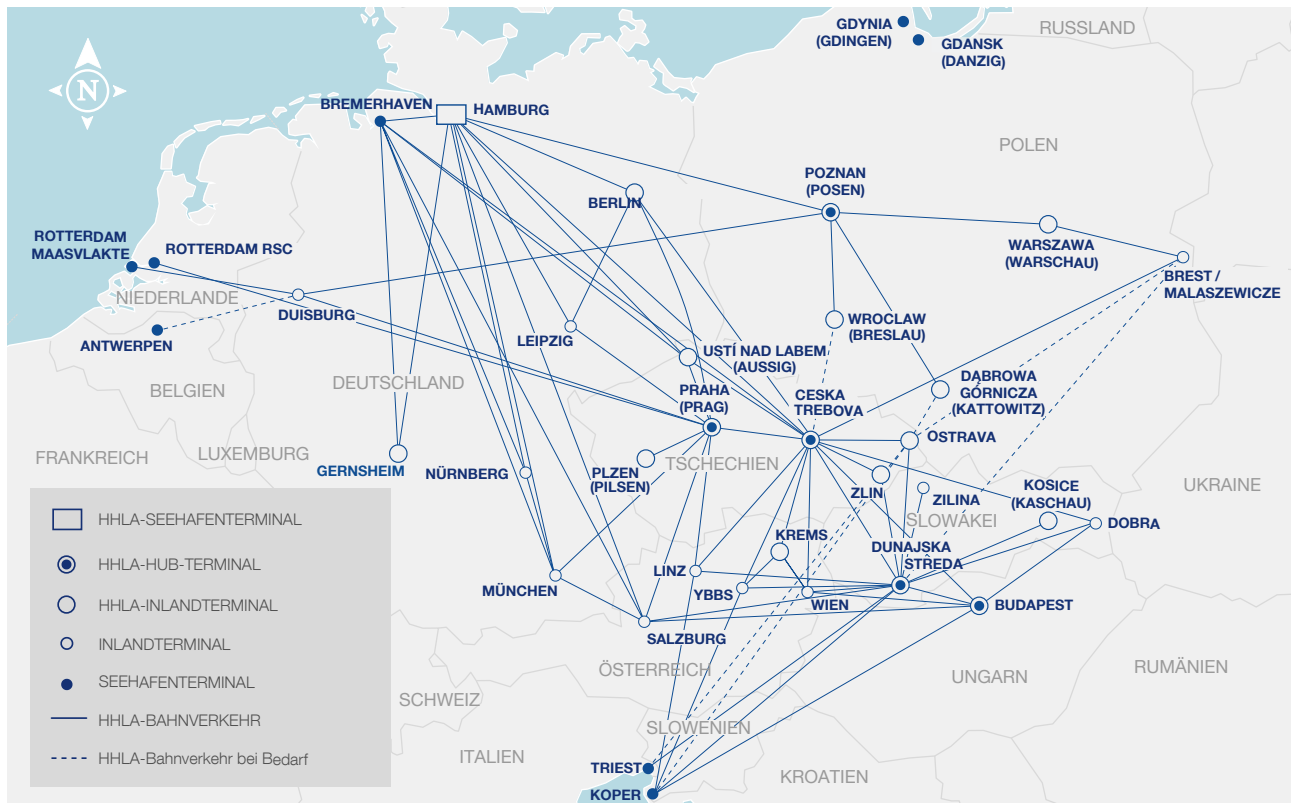 GDYNIA
(GDINGEN)
GDANSK
(DANZIG)
RUSSLAND
N
BREMERHAVEN
HAMBURG
POLEN
POZNAN
(POSEN)
BERLIN
ROTTERDAM
MAASVLAKTE
ROTTERDAM RSC
WARSZAWA
(WARSCHAU)
BREST /
MALASZEWICZE
NIEDERLANDE
DUISBURG
ANTWERPEN
LEIPZIG
WROCLAW
(BRESLAU)
USTÍ NAD LABEM
(AUSSIG)
BELGIEN
DEUTSCHLAND
PRAHA
(PRAG)
CESKA
TREBOVA
DĄBROWA
GÓRNICZA
(KATTOWITZ)
OSTRAVA
FRANKREICH
LUXEMBURG
GERNSHEIM
NÜRNBERG
PLZEN
(PILSEN)
TSCHECHIEN
ZLIN
ZILINA
KOSICE
(KASCHAU)
UKRAINE
SLOWAKEI
DOBRA
KREMS
DUNAJSKA
STREDA
MÜNCHEN
LINZ
YBBS
WIEN
BUDAPEST
SALZBURG
ÖSTERREICH
UNGARN
RUMÄNIEN
SCHWEIZ
SLOWENIEN
ITALIEN
TRIEST
KROATIEN
KOPER
HHLA-SEEHAFENTERMINAL
HHLA-HUB-TERMINAL
HHLA-INLANDTERMINAL
INLANDTERMINAL
SEEHAFENTERMINAL
HHLA-BAHNVERKEHR
HHLA-Bahnverkehr bei Bedarf